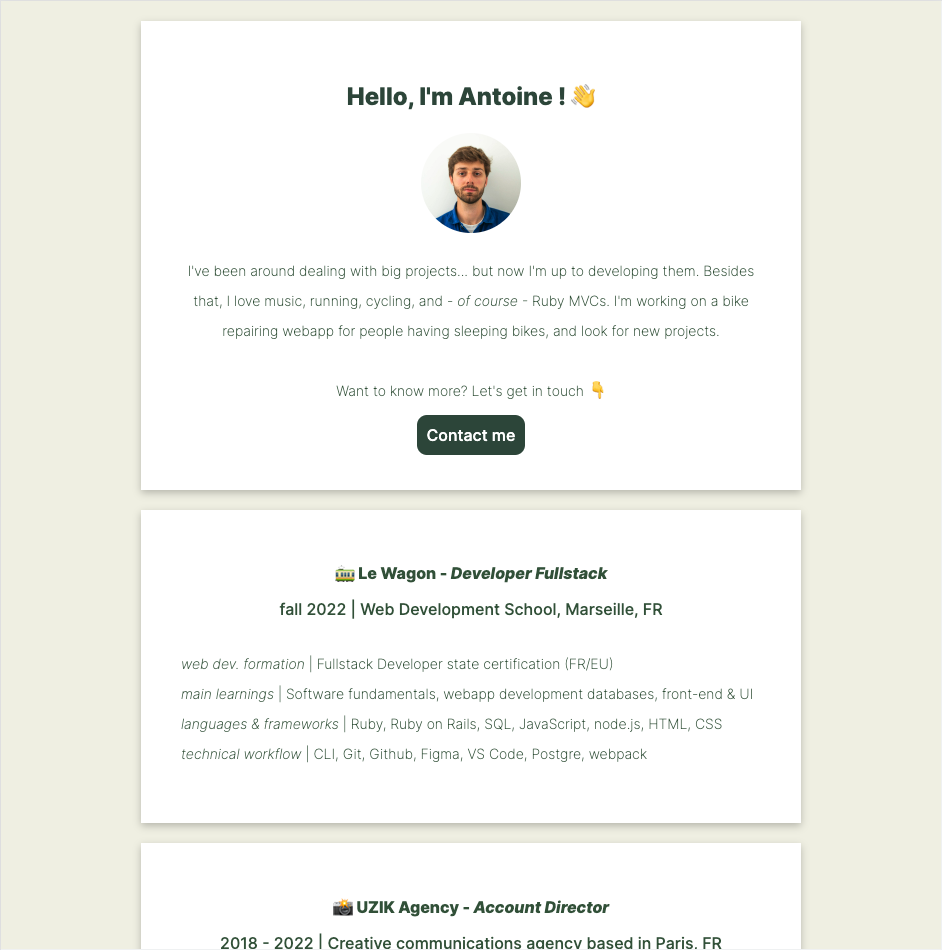 Hello, I'm Antoine ! 👋
I've been around dealing with big projects... but now I'm up to developing them. Besides
that, I love music, running, cycling, and - of course - Ruby MVCs. I'm working on a bike
repairing webapp for people having sleeping bikes, and look for new projects.
Want to know more? Let's get in touch 👇
Contact me
🚋 Le Wagon - Developer Fullstack
fall 2022 | Web Development School, Marseille, FR
web dev. formation | Fullstack Developer state certification (FR/EU)
main learnings | Software fundamentals, webapp development databases, front-end & UI
languages & frameworks | Ruby, Ruby on Rails, SQL, JavaScript, node.js, HTML, CSS
technical workflow | CLI, Git, Github, Figma, VS Code, Postgre, webpack
📸 UZIK Agency - Account Director
2018 - 2022 | Creative communications agency based in Paris, FR